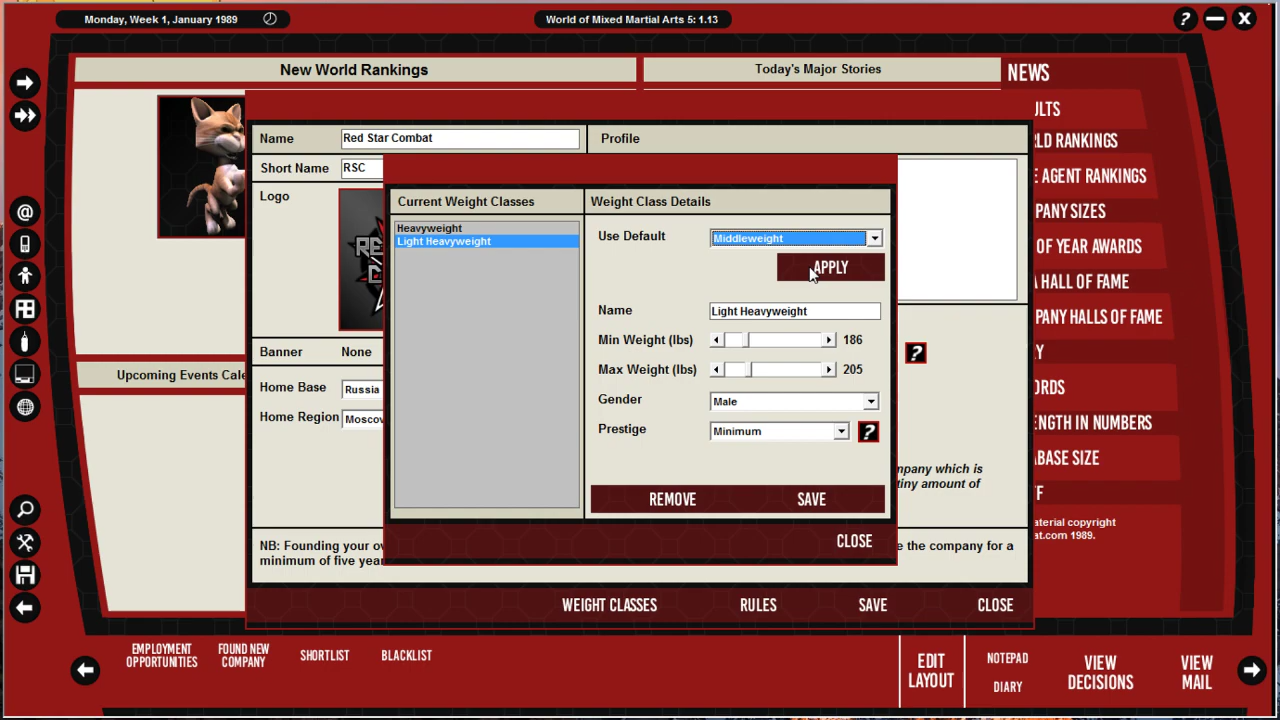 Monday, Week 1, January 1989
World of Mixed Martial Arts 5: 1.13
?
New World Rankings
Today's Major Stories
NEWS
ULTS
LD RANKINGS
E AGENT RANKINGS
PANY SIZES
OF YEAR AWARDS
A HALL OF FAME
PANY HALLS OF FAME
RY
ORDS
ENGTH IN NUMBERS
ABASE SIZE
FF
aterial copyright
at.com 1989.
Name
Red Star Combat
Profile
Short Name
RSC
Logo
Banner
None
Home Base
Russia
Home Region
Moscow
Upcoming Events Cale
Current Weight Classes
Heavyweight
Light Heavyweight
Weight Class Details
Use Default
Middleweight
APPLY
Name
Light Heavyweight
Min Weight (lbs)
186
Max Weight (lbs)
205
Gender
Male
Prestige
Minimum
?
?
REMOVE
SAVE
CLOSE
mpany which is
tiny amount of
NB: Founding your ow
e the company for a
minimum of five year
WEIGHT CLASSES
RULES
SAVE
CLOSE
EMPLOYMENT
OPPORTUNITIES
FOUND NEW
COMPANY
SHORTLIST
BLACKLIST
EDIT
LAYOUT
NOTEPAD
DIARY
VIEW
DECISIONS
VIEW
MAIL